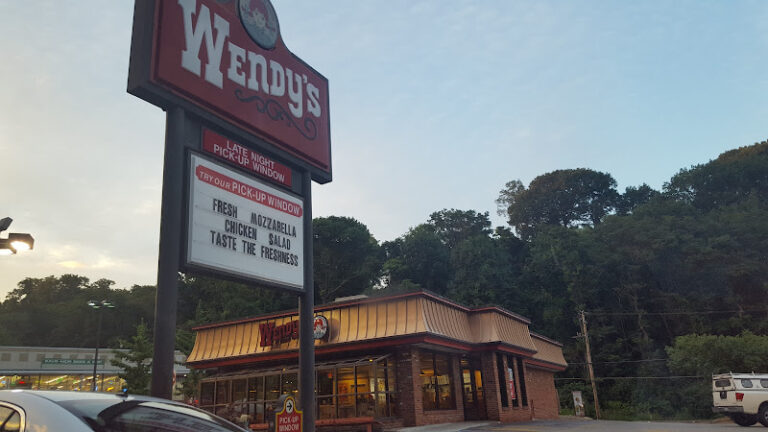 Wendy's
LATE NIGHT
PICK-UP WINDOW
TRY OUR PICK-UP WINDOW
FRESH MOZZARELLA
CHICKEN SALAD
TASTE THE FRESHNESS
Wendy's
PICK-UP
WINDOW